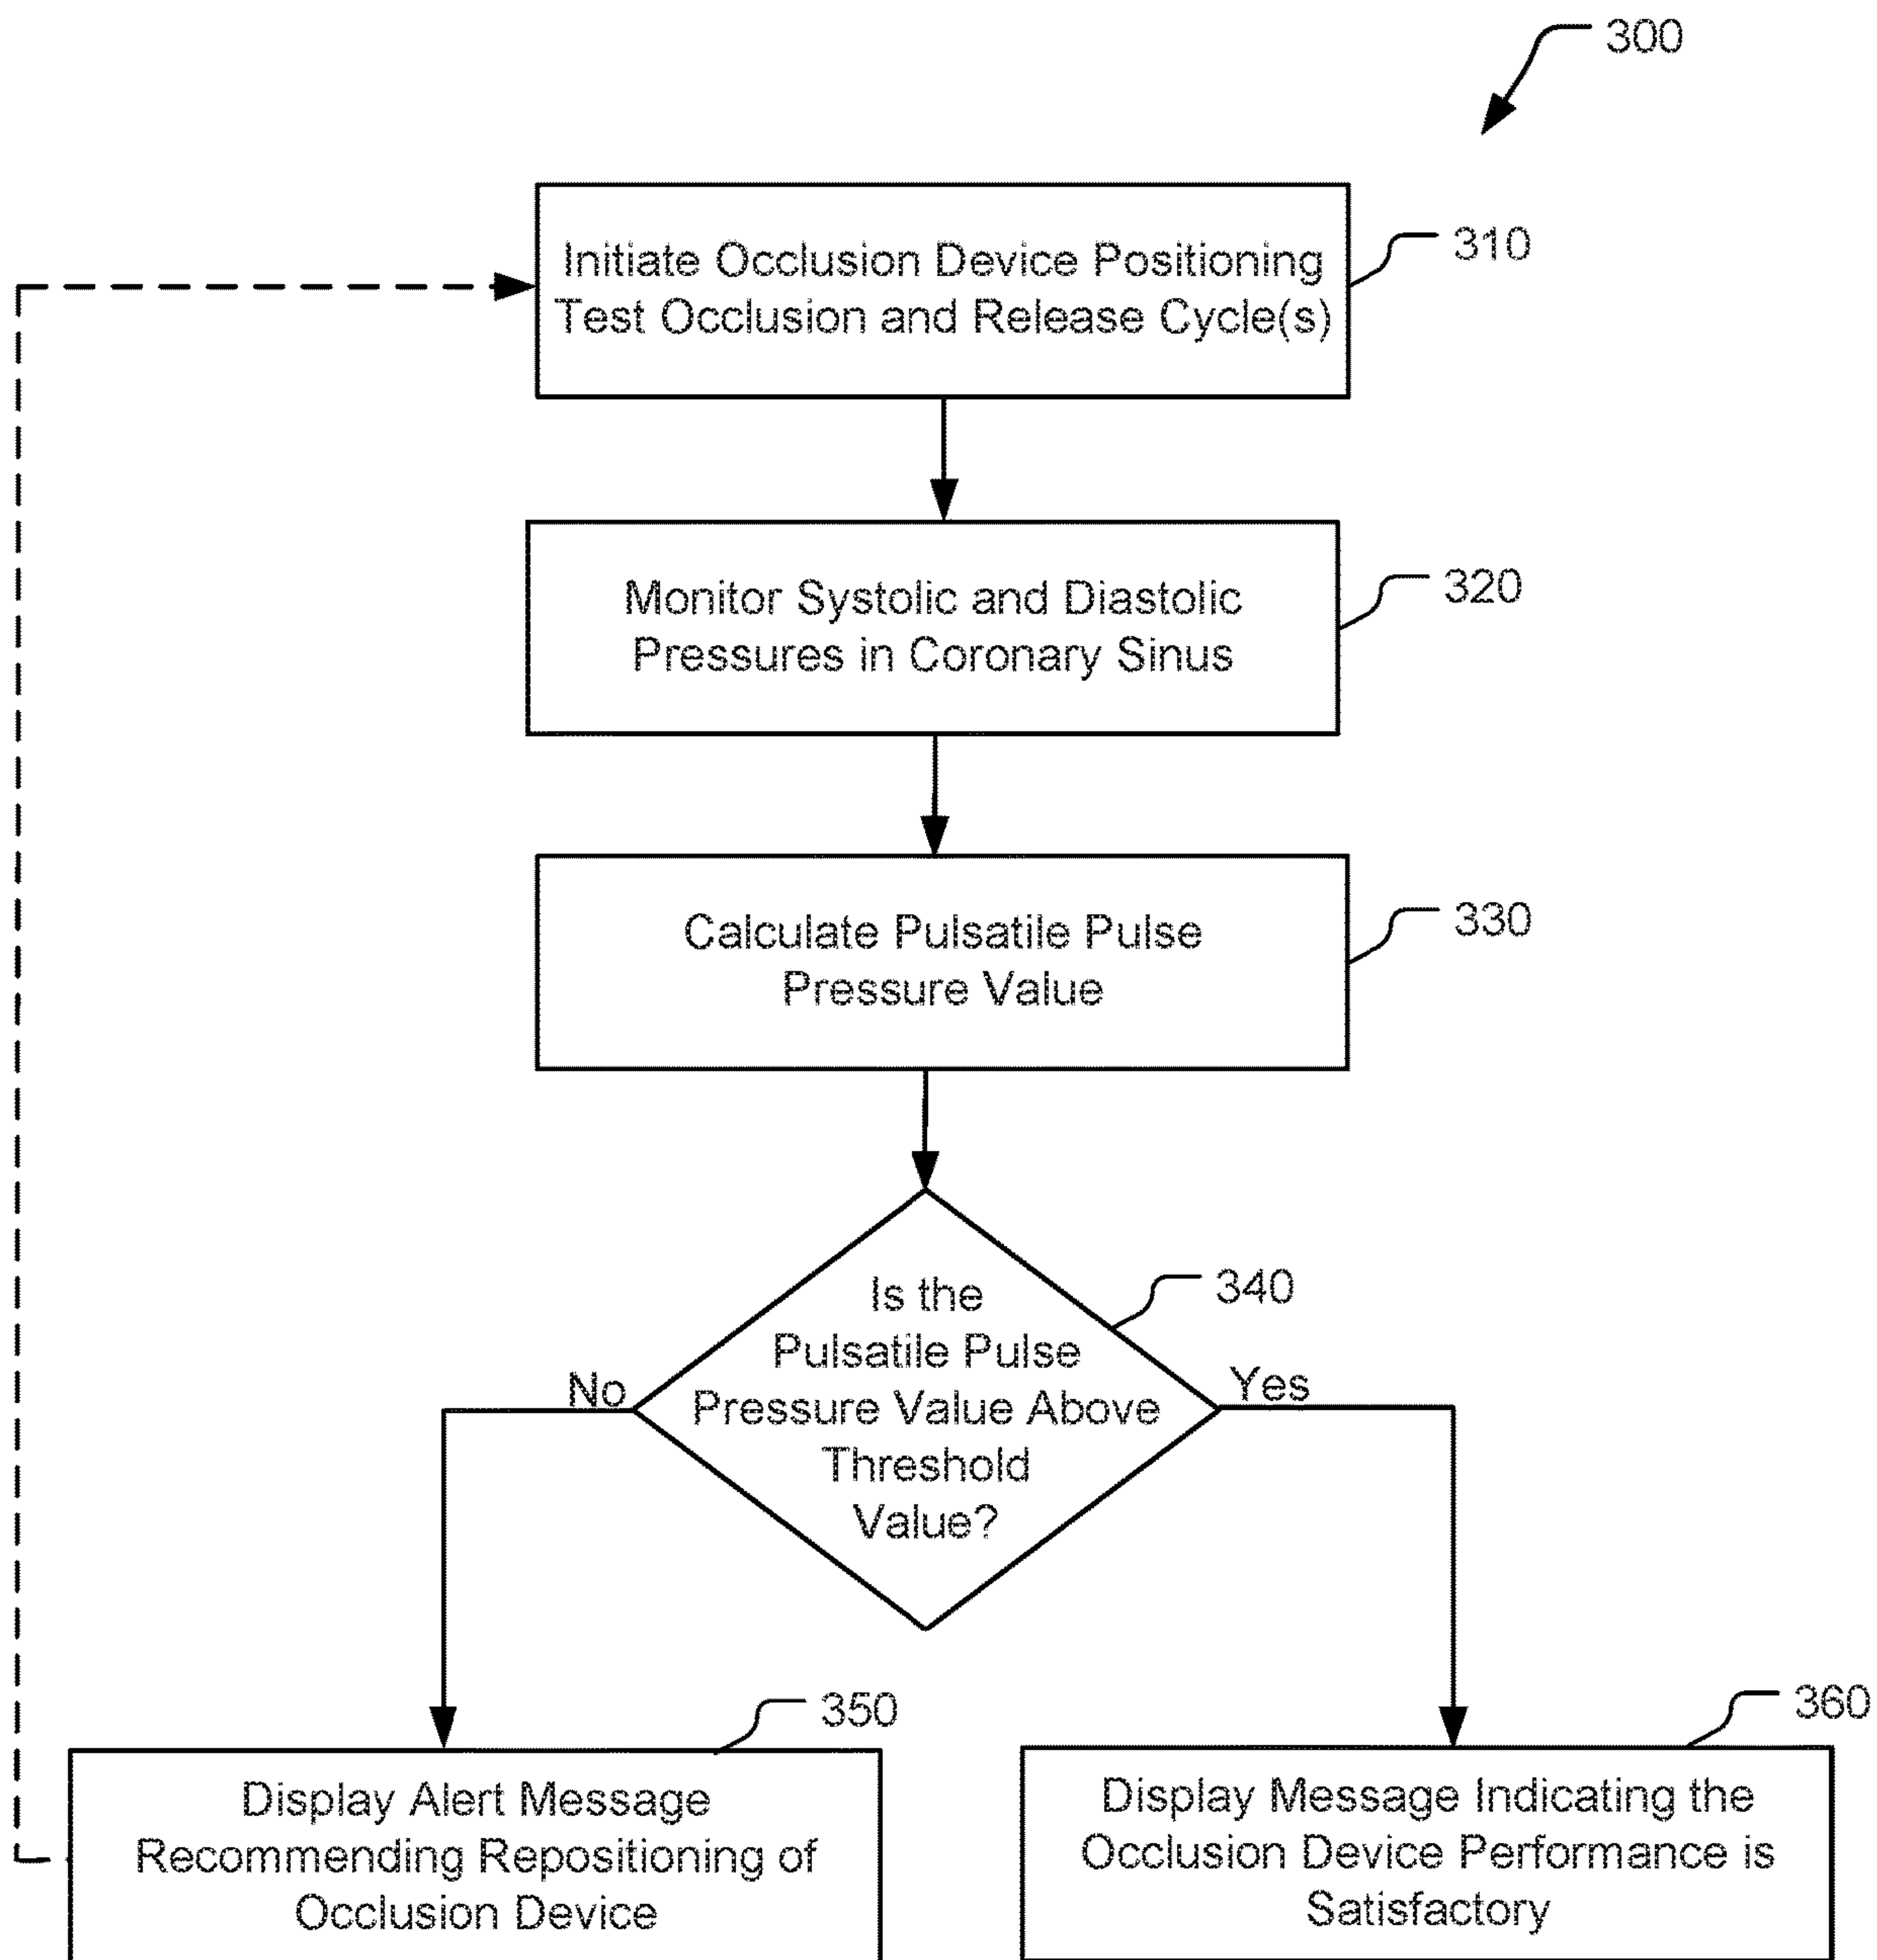 300
Initiate Occlusion Device Positioning
Test Occlusion and Release Cycle(s)
310
Monitor Systolic and Diastolic
Pressures in Coronary Sinus
320
Calculate Pulsatile Pulse
Pressure Value
330
Is the
Pulsatile Pulse
Pressure Value Above
Threshold
Value?
340
No
Yes
350
Display Alert Message
Recommending Repositioning of
Occlusion Device
360
Display Message Indicating the
Occlusion Device Performance is
Satisfactory